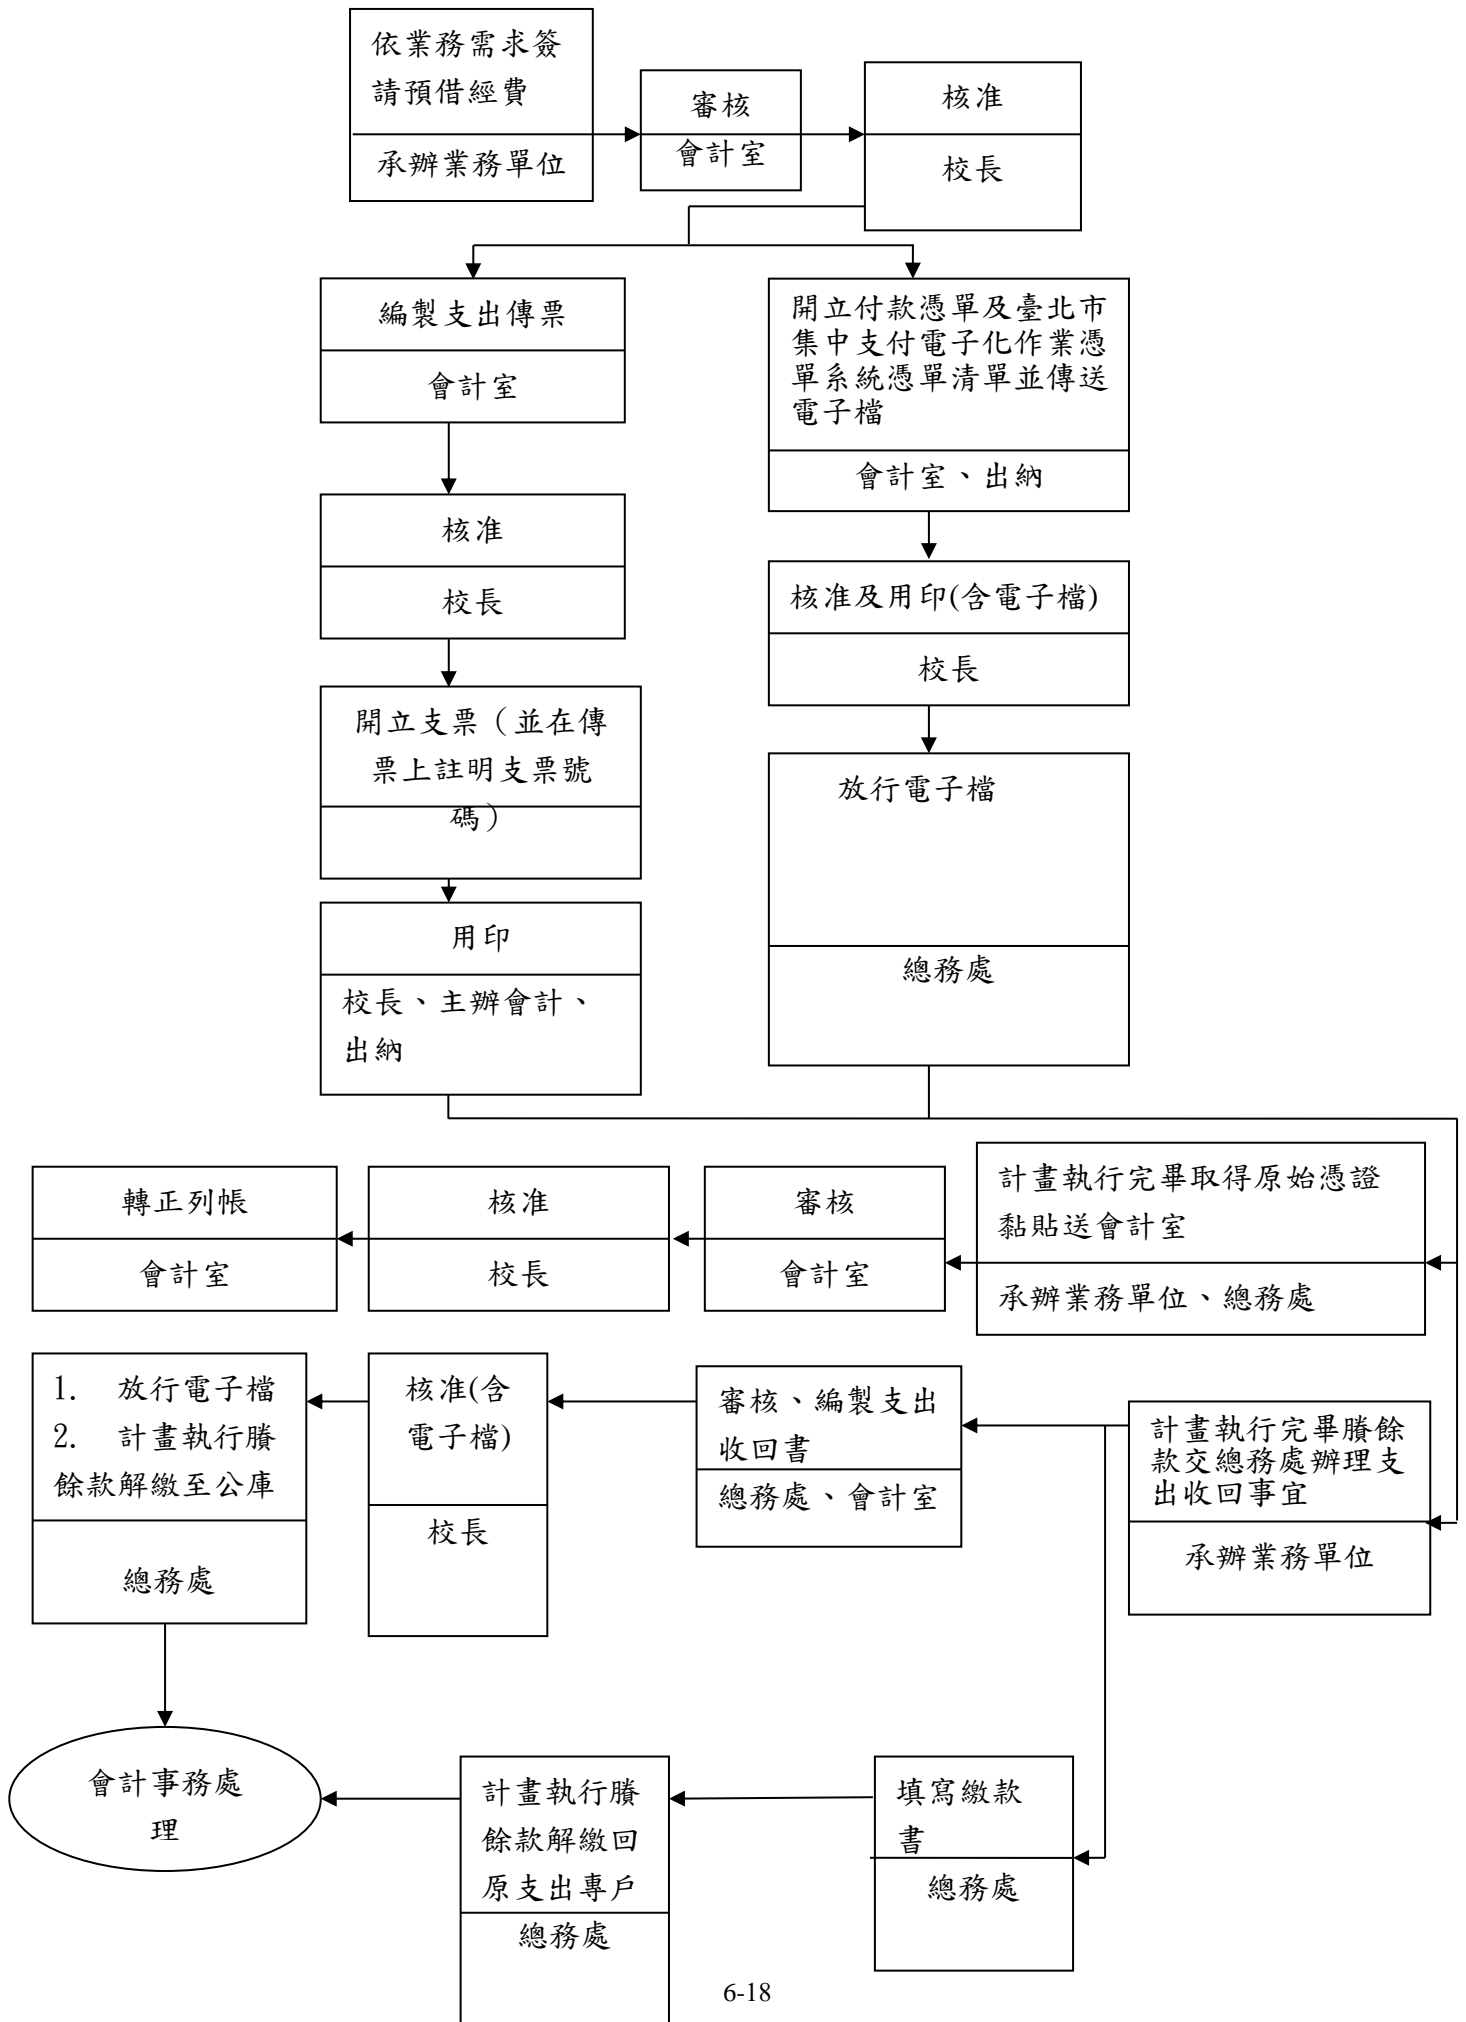 依業務需求簽
請預借經費
承辦業務單位
審核
會計室
核准
校長
編製支出傳票
會計室
開立付款憑單及臺北市
集中支付電子化作業憑
單系統憑單清單並傳送
電子檔
會計室、出納
核准
校長
核准及用印(含電子檔)
校長
開立支票（並在傳
票上註明支票號
碼）
放行電子檔
總務處
用印
校長、主辦會計、
出納
計畫執行完畢取得原始憑證
黏貼送會計室
承辦業務單位、總務處
審核
會計室
核准
校長
轉正列帳
會計室
計畫執行完畢賸餘
款交總務處辦理支
出收回事宜
承辦業務單位
審核、編製支出
收回書
總務處、會計室
核准(含
電子檔)
校長
1. 放行電子檔
2. 計畫執行賸
餘款解繳至公庫
總務處
填寫繳款
書
總務處
計畫執行賸
餘款解繳回
原支出專戶
總務處
會計事務處
理
6-18